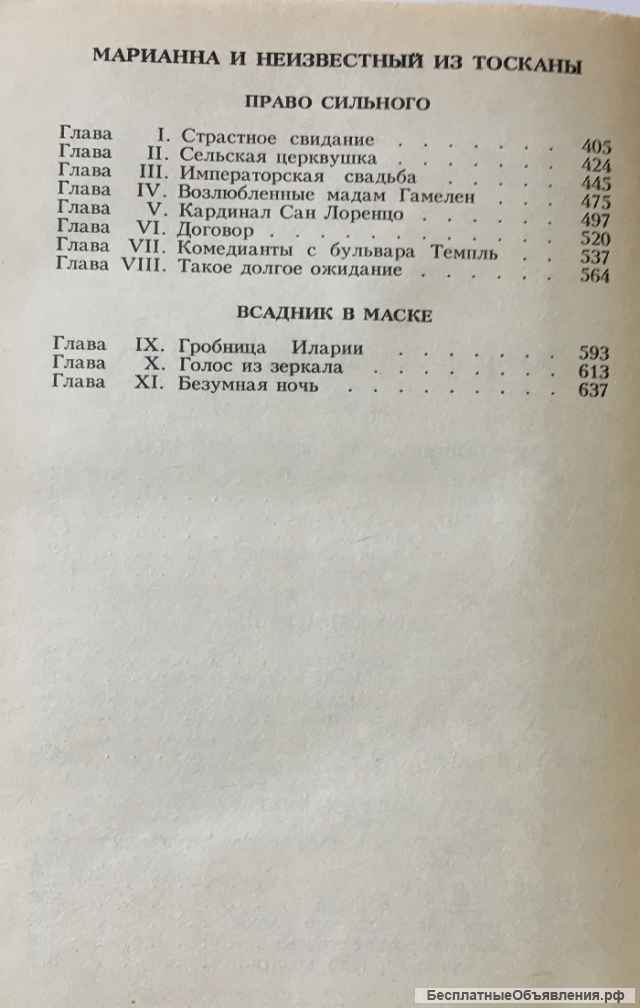 МАРИАННА И НЕИЗВЕСТНЫЙ ИЗ ТОСКАНЫ
ПРАВО СИЛЬНОГО
Глава I. Страстное свидание . . . . . . . 405
Глава II. Сельская церквушка . . . . . . . 424
Глава III. Императорская свадьба . . . . . 445
Глава IV. Возлюбленные мадам Гамелен . . . 475
Глава V. Кардинал Сан Лоренцо . . . . . . 497
Глава VI. Договор . . . . . . . . . . . 520
Глава VII. Комедианты с бульвара Темпль . . 537
Глава VIII. Такое долгое ожидание . . . . . . 564
ВСАДНИК В МАСКЕ
Глава IX. Гробница Иларии . . . . . . . 593
Глава X. Голос из зеркала . . . . . . . . 613
Глава XI. Безумная ночь . . . . . . . . . 637
БесплатныеОбъявления.рф